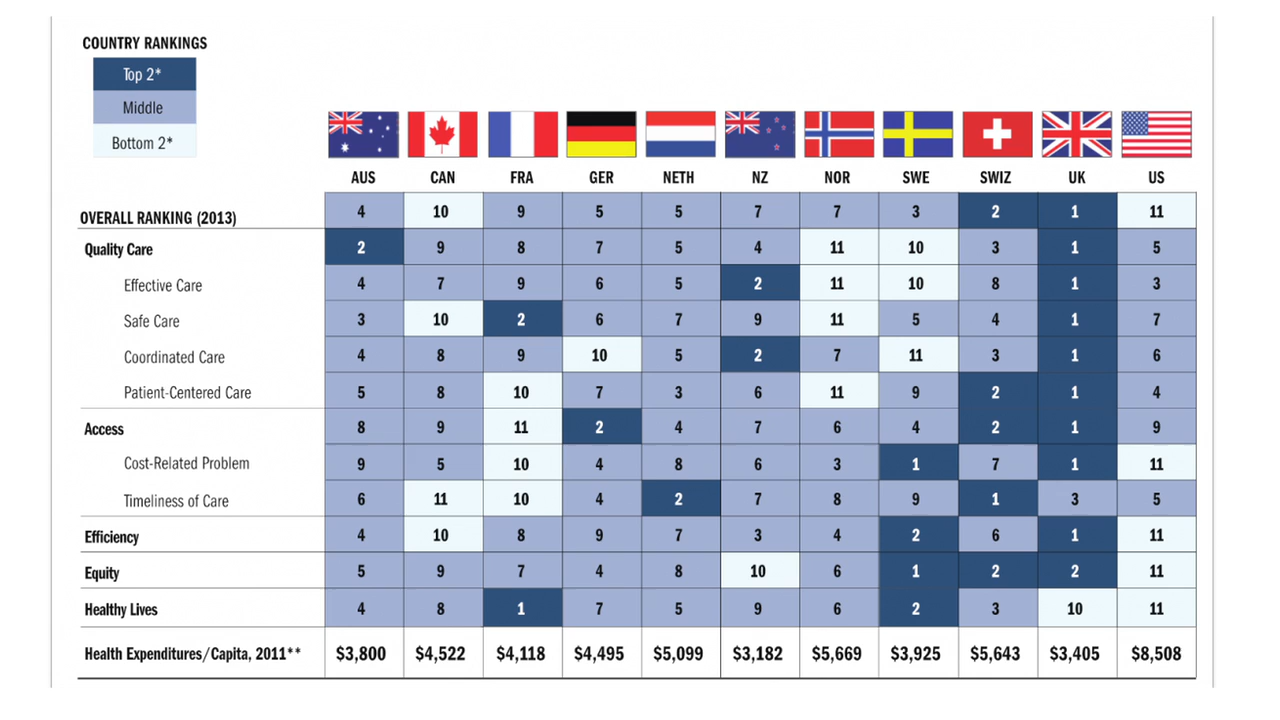 COUNTRY RANKINGS
Top 2*
Middle
Bottom 2*
AUS CAN FRA GER NETH NZ NOR SWE SWIZ UK US
OVERALL RANKING (2013) 4 10 9 5 5 7 7 3 2 1 11
Quality Care 2 9 8 7 5 4 11 10 3 1 5
Effective Care 4 7 9 6 5 2 11 10 8 1 3
Safe Care 3 10 2 6 7 9 11 5 4 1 7
Coordinated Care 4 8 9 10 5 2 7 11 3 1 6
Patient-Centered Care 5 8 10 7 3 6 11 9 2 1 4
Access 8 9 11 2 4 7 6 4 2 1 9
Cost-Related Problem 9 5 10 4 8 6 3 1 7 1 11
Timeliness of Care 6 11 10 4 2 7 8 9 1 3 5
Efficiency 4 10 8 9 7 3 4 2 6 1 11
Equity 5 9 7 4 8 10 6 1 2 2 11
Healthy Lives 4 8 1 7 5 9 6 2 3 10 11
Health Expenditures/Capita, 2011** $3,800 $4,522 $4,118 $4,495 $5,099 $3,182 $5,669 $3,925 $5,643 $3,405 $8,508